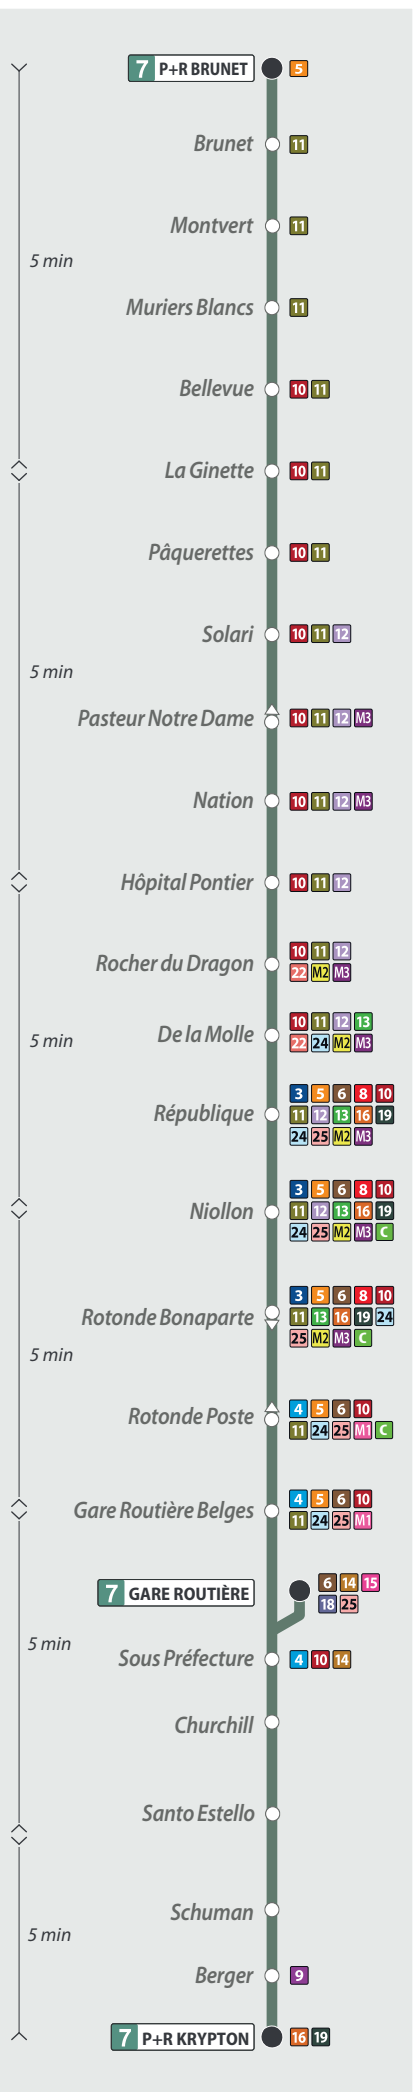 7 P+R BRUNET 5
Brunet 11
Montvert 11
5 min
Muriers Blancs 11
Bellevue 10 11
La Ginette 10 11
Pâquerettes 10 11
Solari 10 11 12
5 min
Pasteur Notre Dame 10 11 12 M3
Nation 10 11 12 M3
Hôpital Pontier 10 11 12
Rocher du Dragon 10 11 12
22 M2 M3
De la Molle 10 11 12 13
5 min
22 24 M2 M3
République 3 5 6 8 10
11 12 13 16 19
24 25 M2 M3
Niollon 3 5 6 8 10
11 12 13 16 19
24 25 M2 M3 C
Rotonde Bonaparte 3 5 6 8 10
11 13 16 19 24
25 M2 M3 C
5 min
Rotonde Poste 4 5 6 10
11 24 25 M1 C
Gare Routière Belges 4 5 6 10
11 24 25 M1
7 GARE ROUTIÈRE 6 14 15
18 25
5 min
Sous Préfecture 4 10 14
Churchill
Santo Estello
Schuman
5 min
Berger 9
7 P+R KRYPTON 16 19